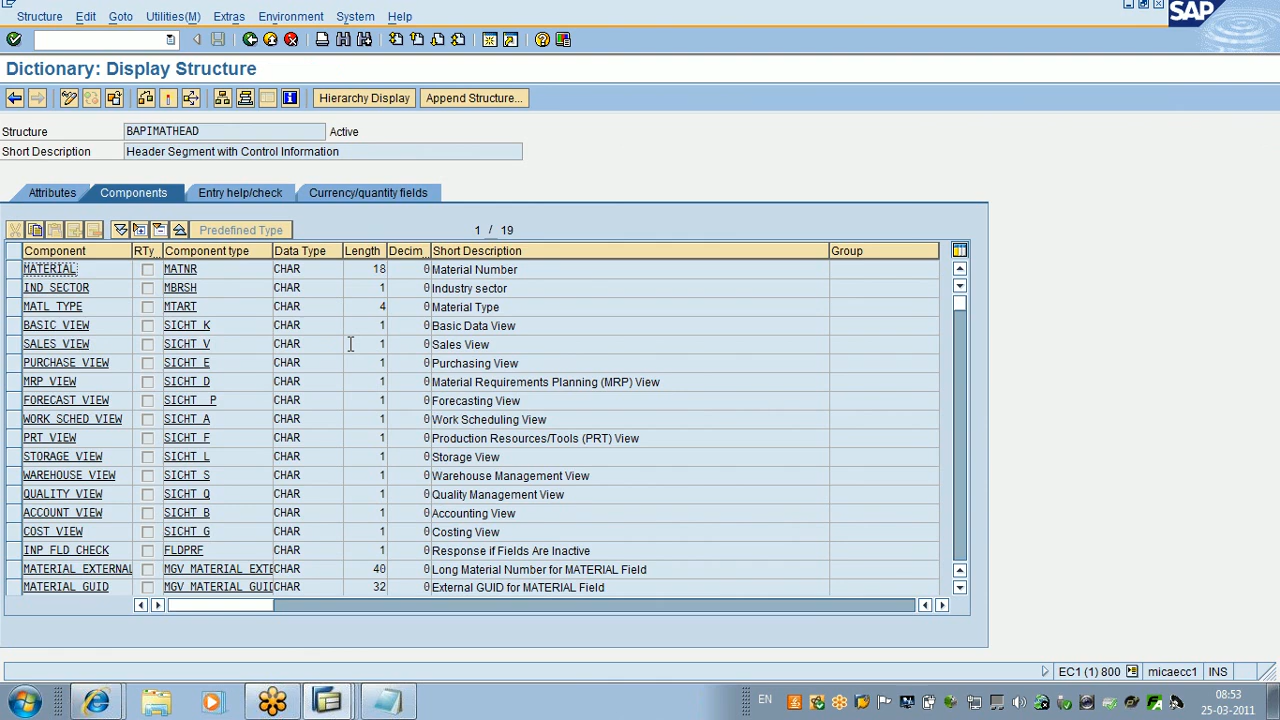 Structure Edit Goto Utilities(M) Extras Environment System Help
SAP
Dictionary: Display Structure
Hierarchy Display Append Structure...
Structure BAPIMATHEAD Active
Short Description Header Segment with Control Information
Attributes Components Entry help/check Currency/quantity fields
Predefined Type 1 / 19
Component RTy... Component type Data Type Length Decim... Short Description Group
MATERIAL MATNR CHAR 18 0 Material Number
IND_SECTOR MBRSH CHAR 1 0 Industry sector
MATL_TYPE MTART CHAR 4 0 Material Type
BASIC_VIEW SICHT_K CHAR 1 0 Basic Data View
SALES_VIEW SICHT_V CHAR 1 0 Sales View
PURCHASE_VIEW SICHT_E CHAR 1 0 Purchasing View
MRP_VIEW SICHT_D CHAR 1 0 Material Requirements Planning (MRP) View
FORECAST_VIEW SICHT__P CHAR 1 0 Forecasting View
WORK_SCHED_VIEW SICHT_A CHAR 1 0 Work Scheduling View
PRT_VIEW SICHT_F CHAR 1 0 Production Resources/Tools (PRT) View
STORAGE_VIEW SICHT_L CHAR 1 0 Storage View
WAREHOUSE_VIEW SICHT_S CHAR 1 0 Warehouse Management View
QUALITY_VIEW SICHT_Q CHAR 1 0 Quality Management View
ACCOUNT_VIEW SICHT_B CHAR 1 0 Accounting View
COST_VIEW SICHT_G CHAR 1 0 Costing View
INP_FLD_CHECK FLDPRF CHAR 1 0 Response if Fields Are Inactive
MATERIAL_EXTERNAL MGV_MATERIAL_EXTE CHAR 40 0 Long Material Number for MATERIAL Field
MATERIAL_GUID MGV_MATERIAL_GUID CHAR 32 0 External GUID for MATERIAL Field
EC1 (1) 800 micaecc1 INS
EN 08:53
25-03-2011